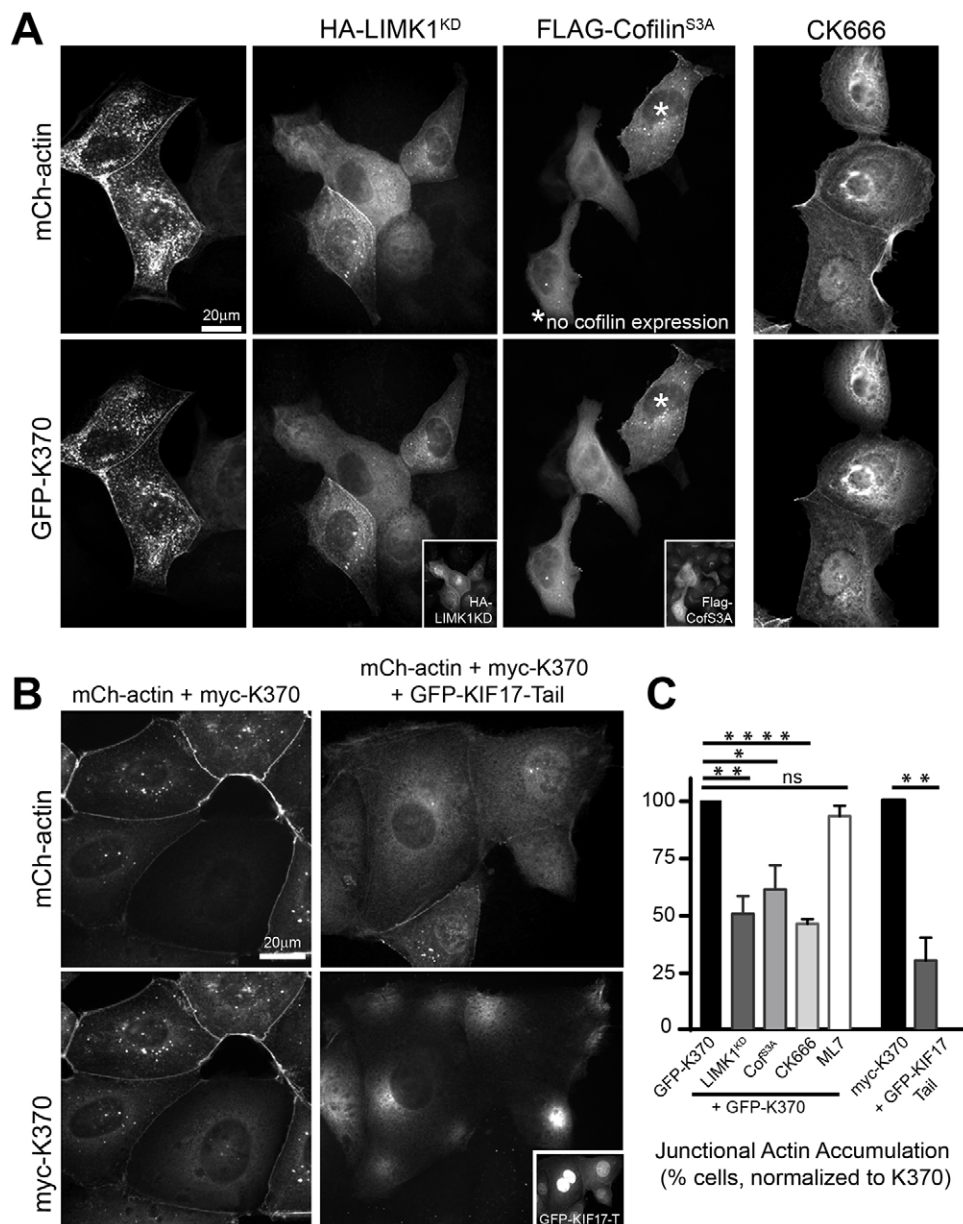 A
HA-LIMK1ᴷᴰ
FLAG-Cofilinˢ³ᴬ
CK666
mCh-actin
20μm
*
*no cofilin expression
GFP-K370
*
HA-
LIMK1KD
Flag-
CofS3A
B
mCh-actin + myc-K370
mCh-actin + myc-K370
+ GFP-KIF17-Tail
mCh-actin
20μm
myc-K370
GFP-KIF17-T
C
* * * *
*
* *
ns
* *
100
75
50
25
0
GFP-K370
LIMK1ᴷᴰ
Cofˢ³ᴬ
CK666
ML7
myc-K370
+ GFP-KIF17
Tail
+ GFP-K370
Junctional Actin Accumulation
(% cells, normalized to K370)